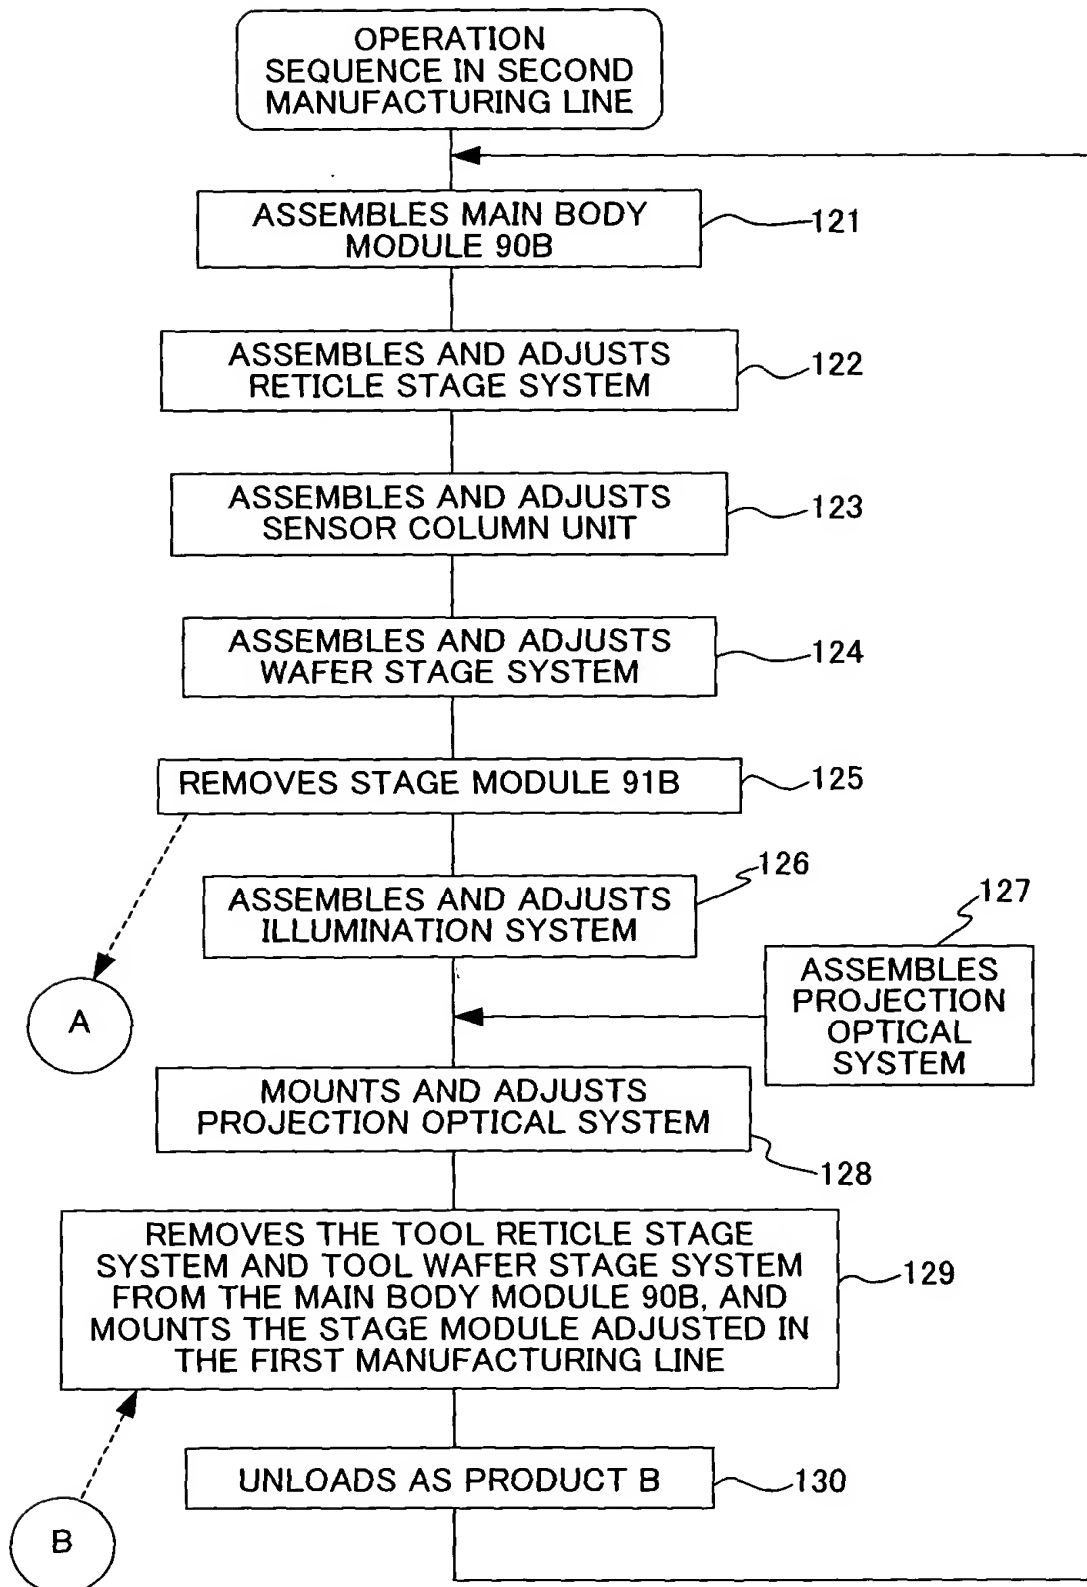 OPERATION
SEQUENCE IN SECOND
MANUFACTURING LINE
ASSEMBLES MAIN BODY
MODULE 90B
121
ASSEMBLES AND ADJUSTS
RETICLE STAGE SYSTEM
122
ASSEMBLES AND ADJUSTS
SENSOR COLUMN UNIT
123
ASSEMBLES AND ADJUSTS
WAFER STAGE SYSTEM
124
REMOVES STAGE MODULE 91B
125
A
ASSEMBLES AND ADJUSTS
ILLUMINATION SYSTEM
126
127
ASSEMBLES
PROJECTION
OPTICAL
SYSTEM
MOUNTS AND ADJUSTS
PROJECTION OPTICAL SYSTEM
128
REMOVES THE TOOL RETICLE STAGE
SYSTEM AND TOOL WAFER STAGE SYSTEM
FROM THE MAIN BODY MODULE 90B, AND
MOUNTS THE STAGE MODULE ADJUSTED IN
THE FIRST MANUFACTURING LINE
129
B
UNLOADS AS PRODUCT B
130